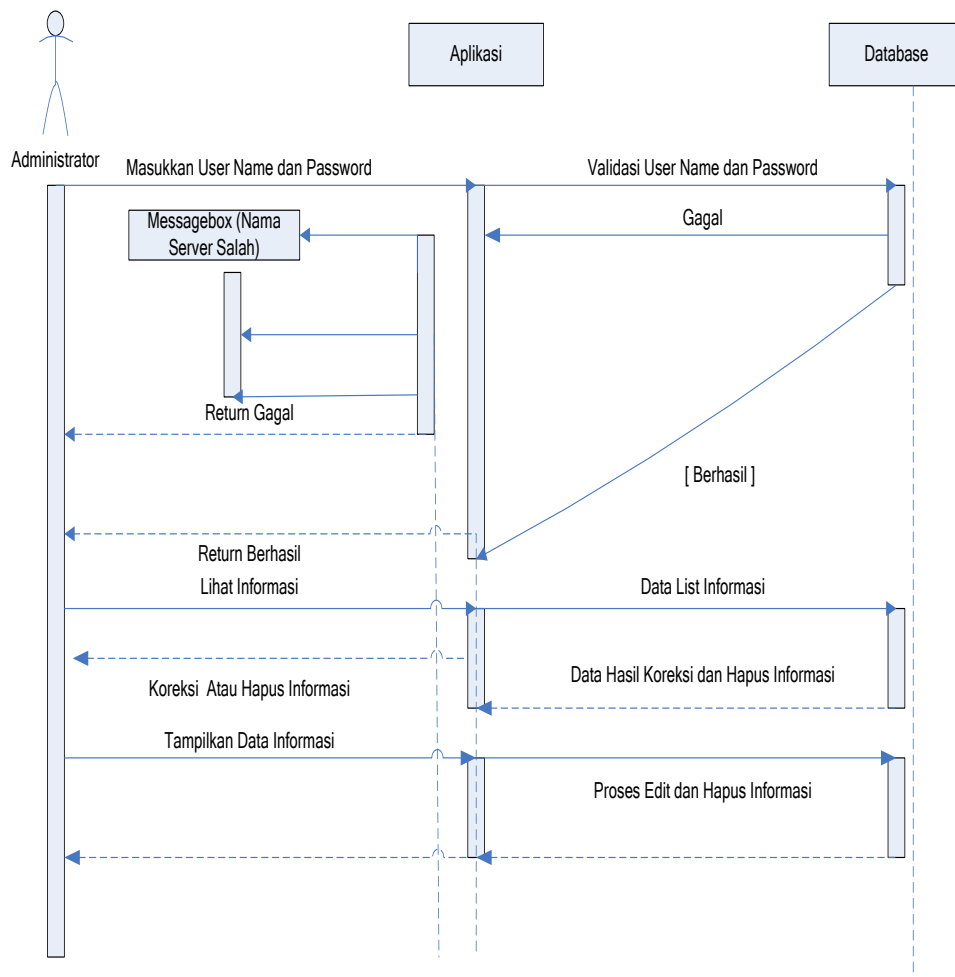 Aplikasi
Database
Administrator
Masukkan User Name dan Password
Validasi User Name dan Password
Messagebox (Nama
Server Salah)
Gagal
Return Gagal
[ Berhasil ]
Return Berhasil
Lihat Informasi
Data List Informasi
Koreksi Atau Hapus Informasi
Data Hasil Koreksi dan Hapus Informasi
Tampilkan Data Informasi
Proses Edit dan Hapus Informasi